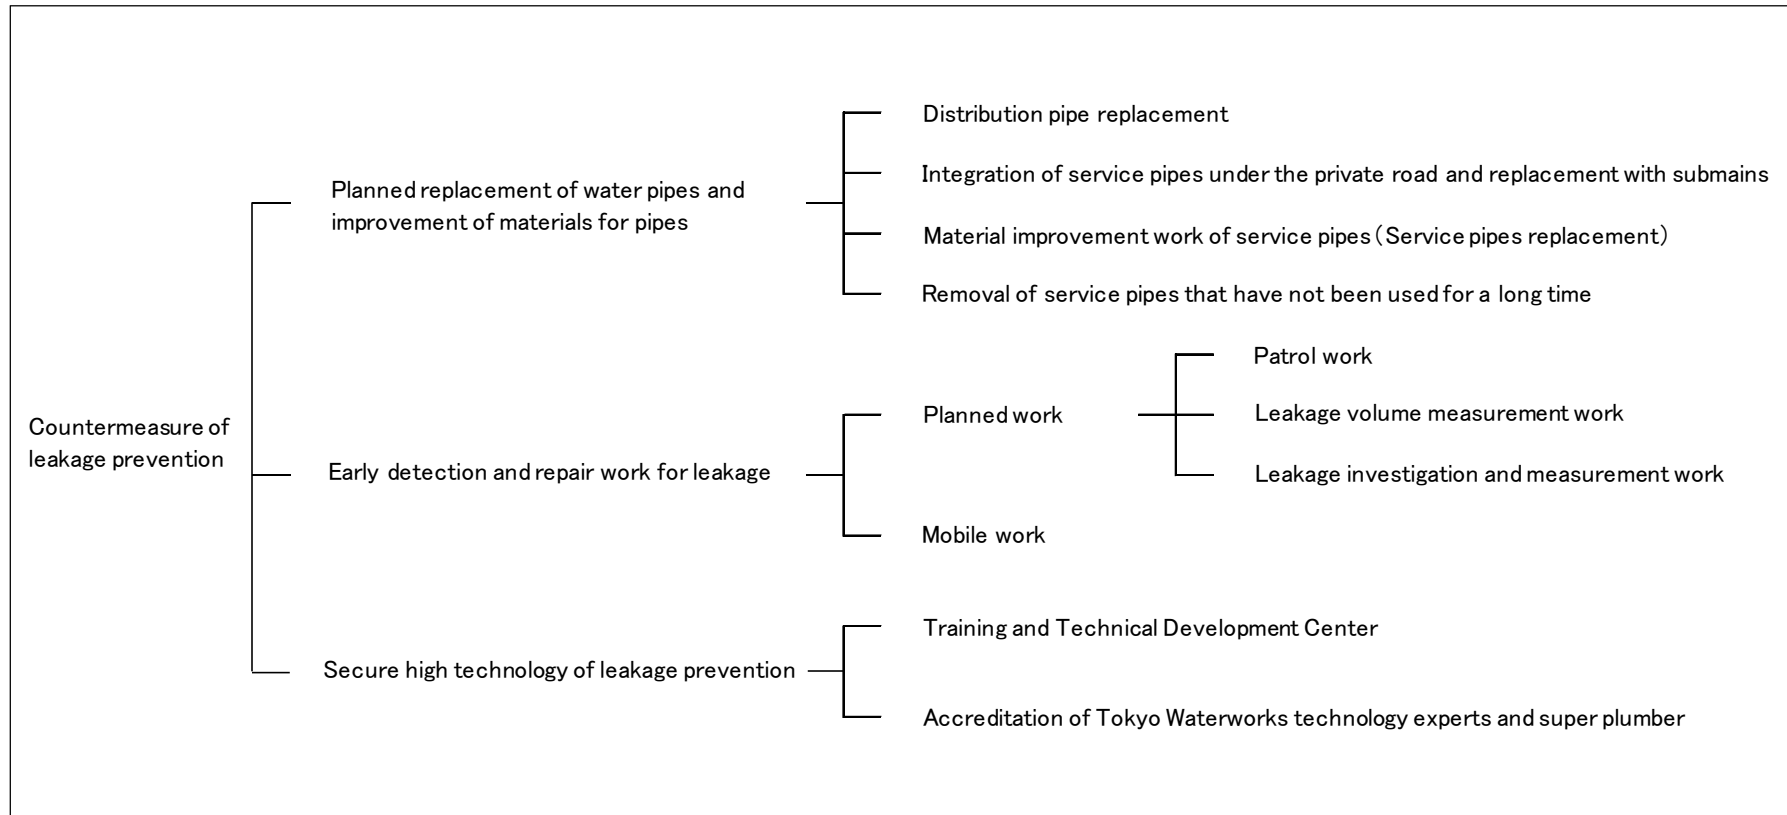 Distribution pipe replacement
Integration of service pipes under the private road and replacement with submains
Planned replacement of water pipes and
improvement of materials for pipes
Material improvement work of service pipes（Service pipes replacement）
Removal of service pipes that have not been used for a long time
Patrol work
Planned work
Leakage volume measurement work
Countermeasure of
leakage prevention
Early detection and repair work for leakage
Leakage investigation and measurement work
Mobile work
Training and Technical Development Center
Secure high technology of leakage prevention
Accreditation of Tokyo Waterworks technology experts and super plumber